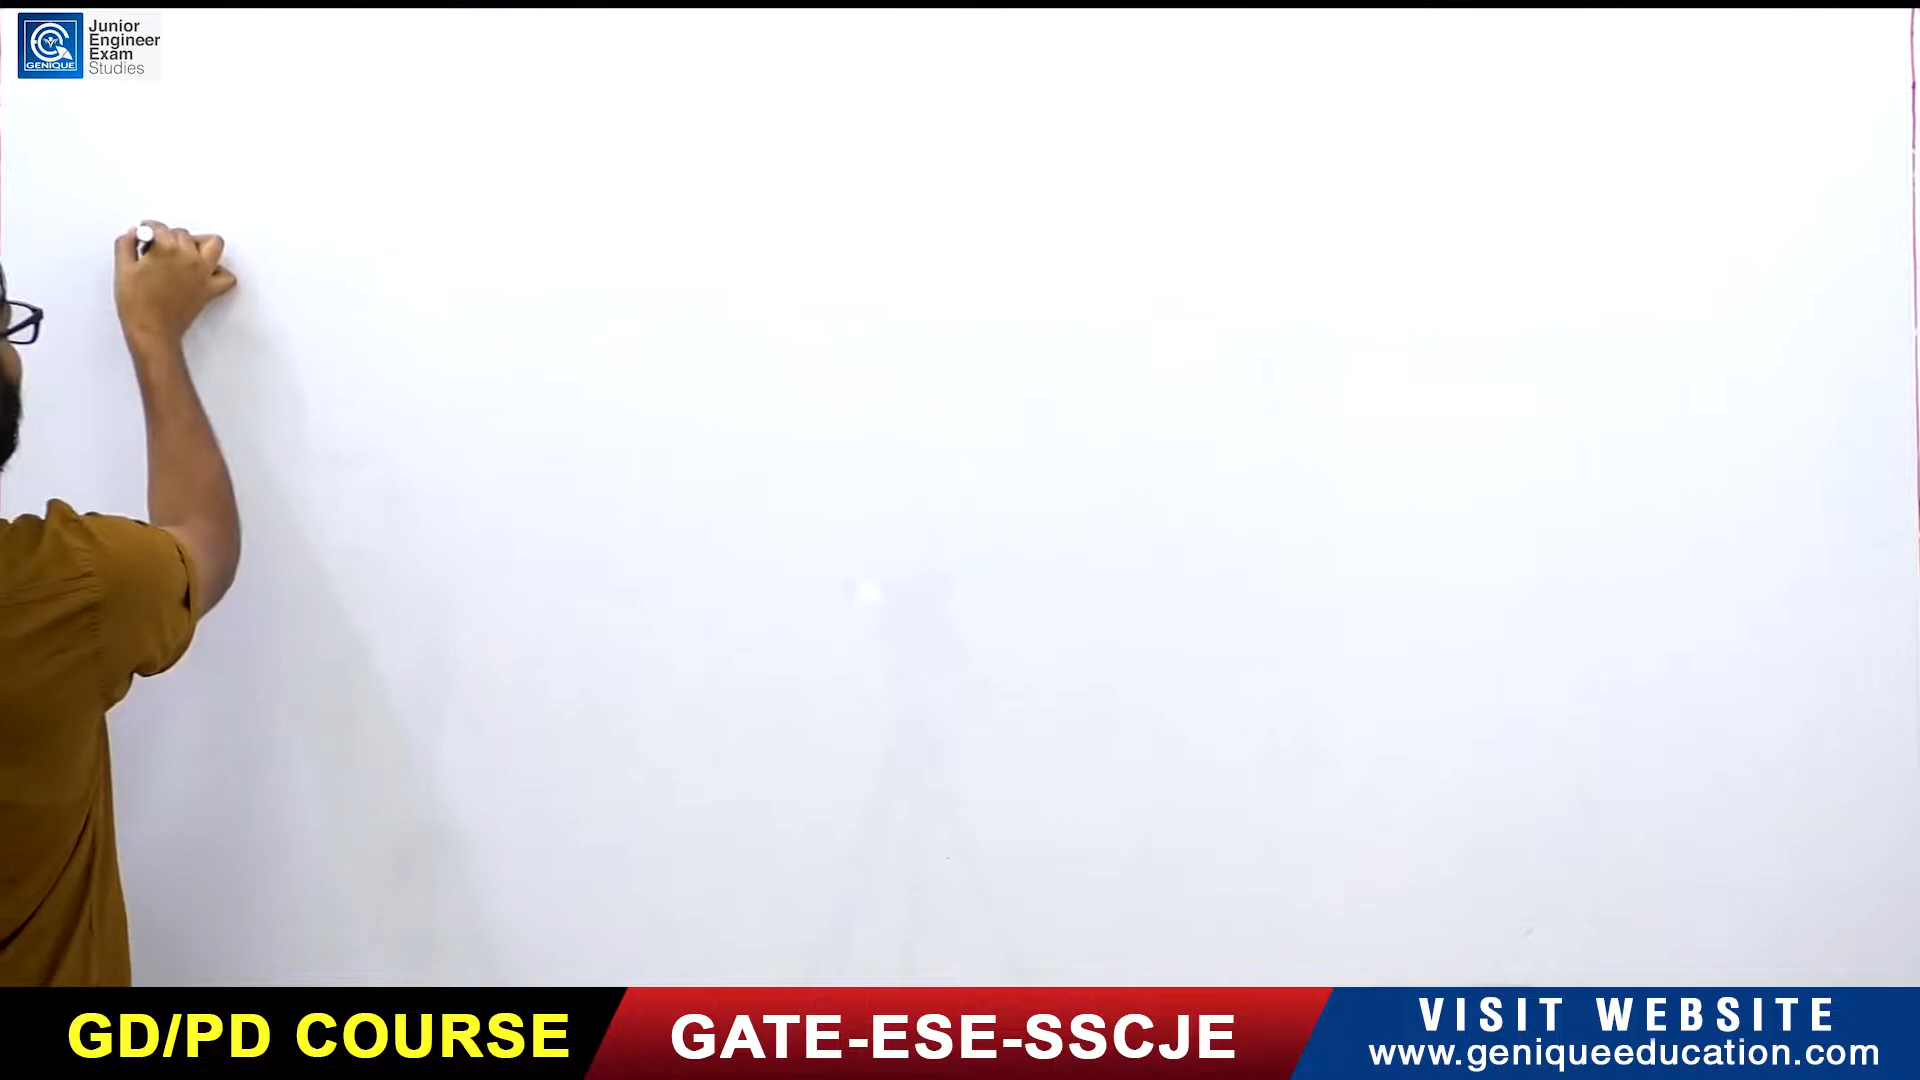 Junior
Engineer
Exam
Studies
GENIQUE
GD/PD COURSE
GATE-ESE-SSCJE
VISIT WEBSITE
www.geniqueeducation.com